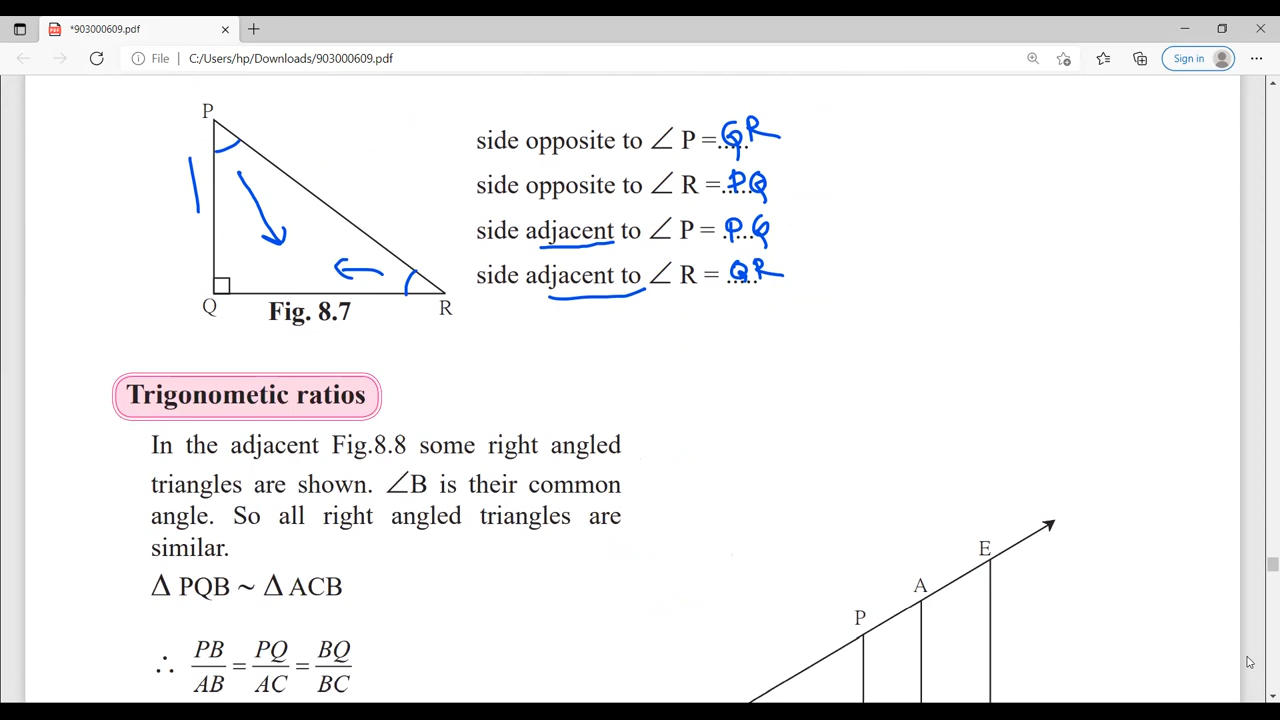 *903000609.pdf
File C:/Users/hp/Downloads/903000609.pdf Sign in
P
side opposite to ∠ P =..... QR
side opposite to ∠ R =..... PQ
side adjacent to ∠ P = ..... PQ
side adjacent to ∠ R = ..... QR
Q R
Fig. 8.7
Trigonometic ratios
In the adjacent Fig.8.8 some right angled
triangles are shown. ∠B is their common
angle. So all right angled triangles are
similar.
Δ PQB ~ Δ ACB
E
A
P
∴ PB/AB = PQ/AC = BQ/BC